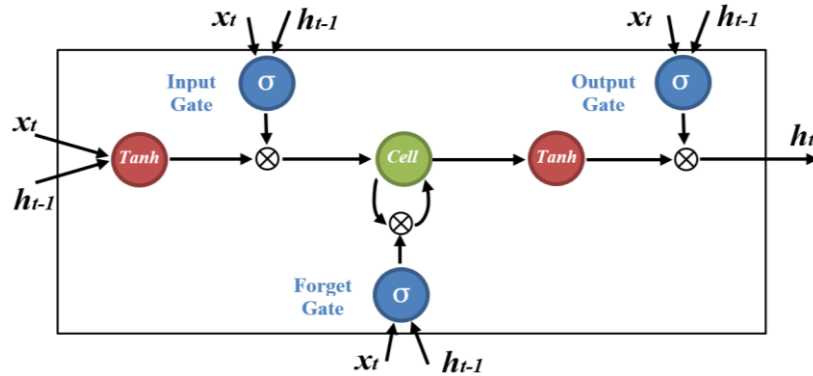 xt ht-1 xt ht-1
Input Gate σ Output Gate σ
xt Tanh ⊗ Cell Tanh ⊗ ht
ht-1
⊗
Forget Gate σ
xt ht-1